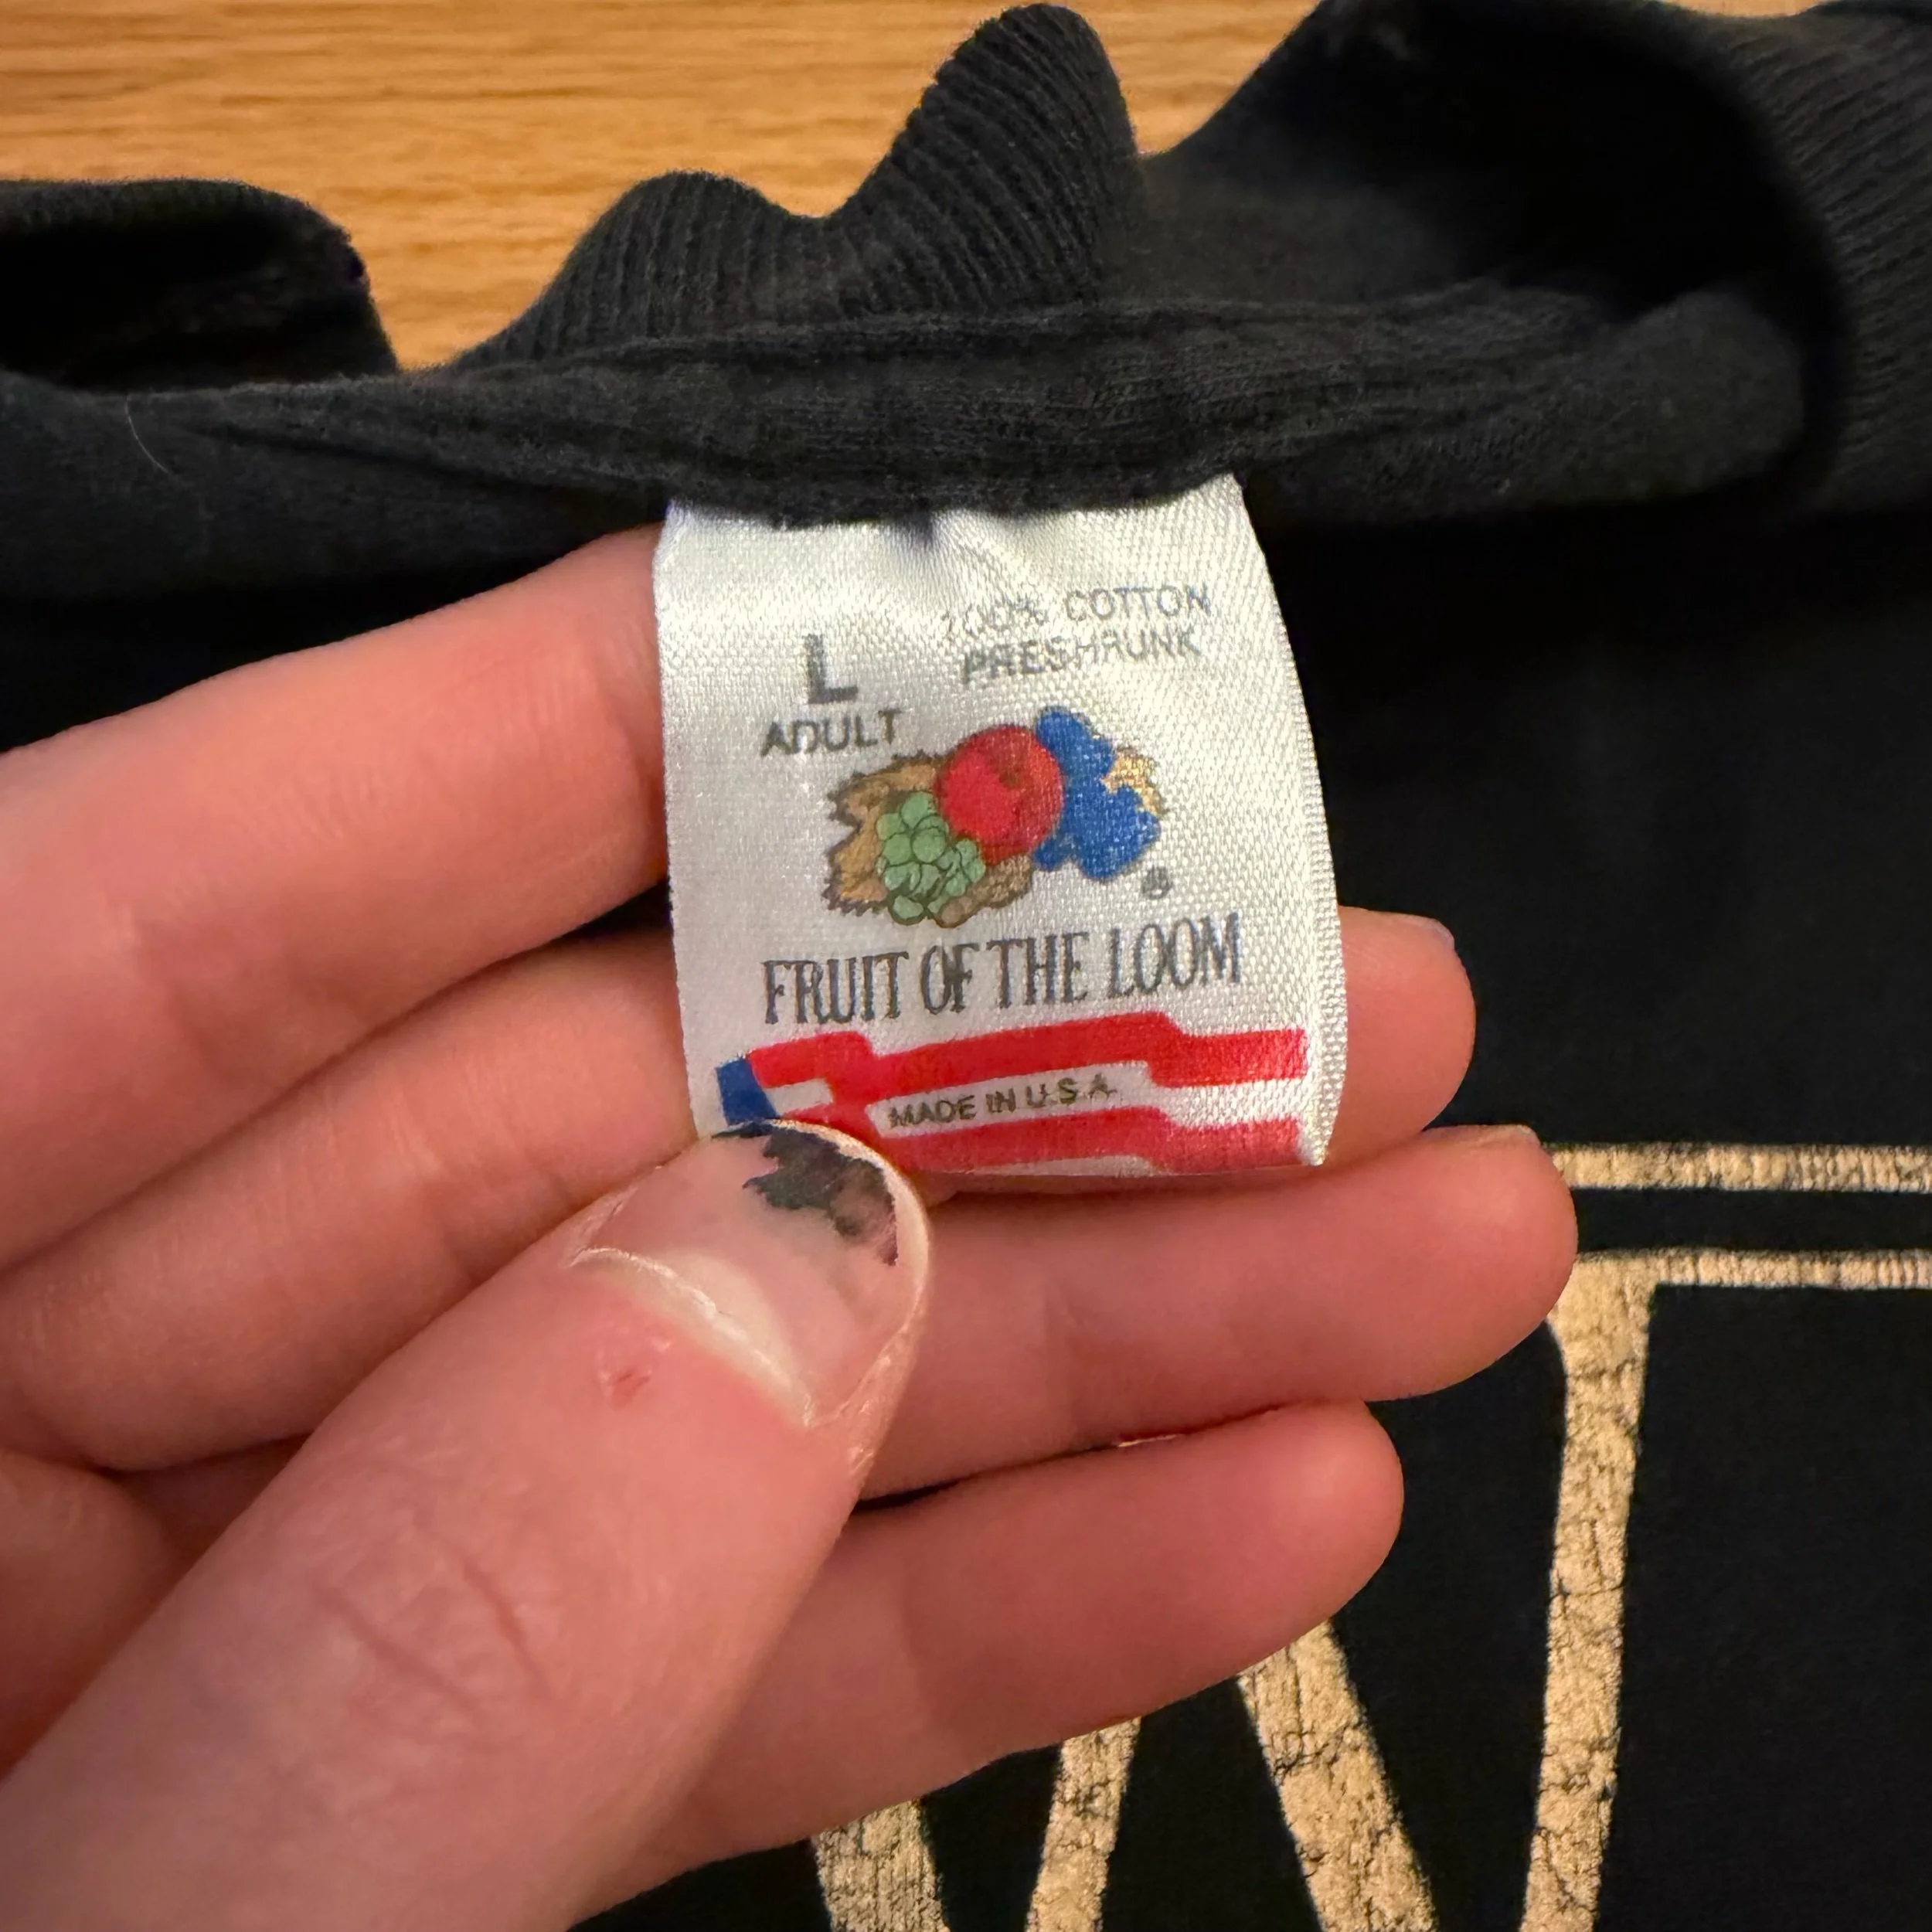 100% COTTON
PRESHRUNK
L
ADULT
®
FRUIT OF THE LOOM
MADE IN U.S.A.